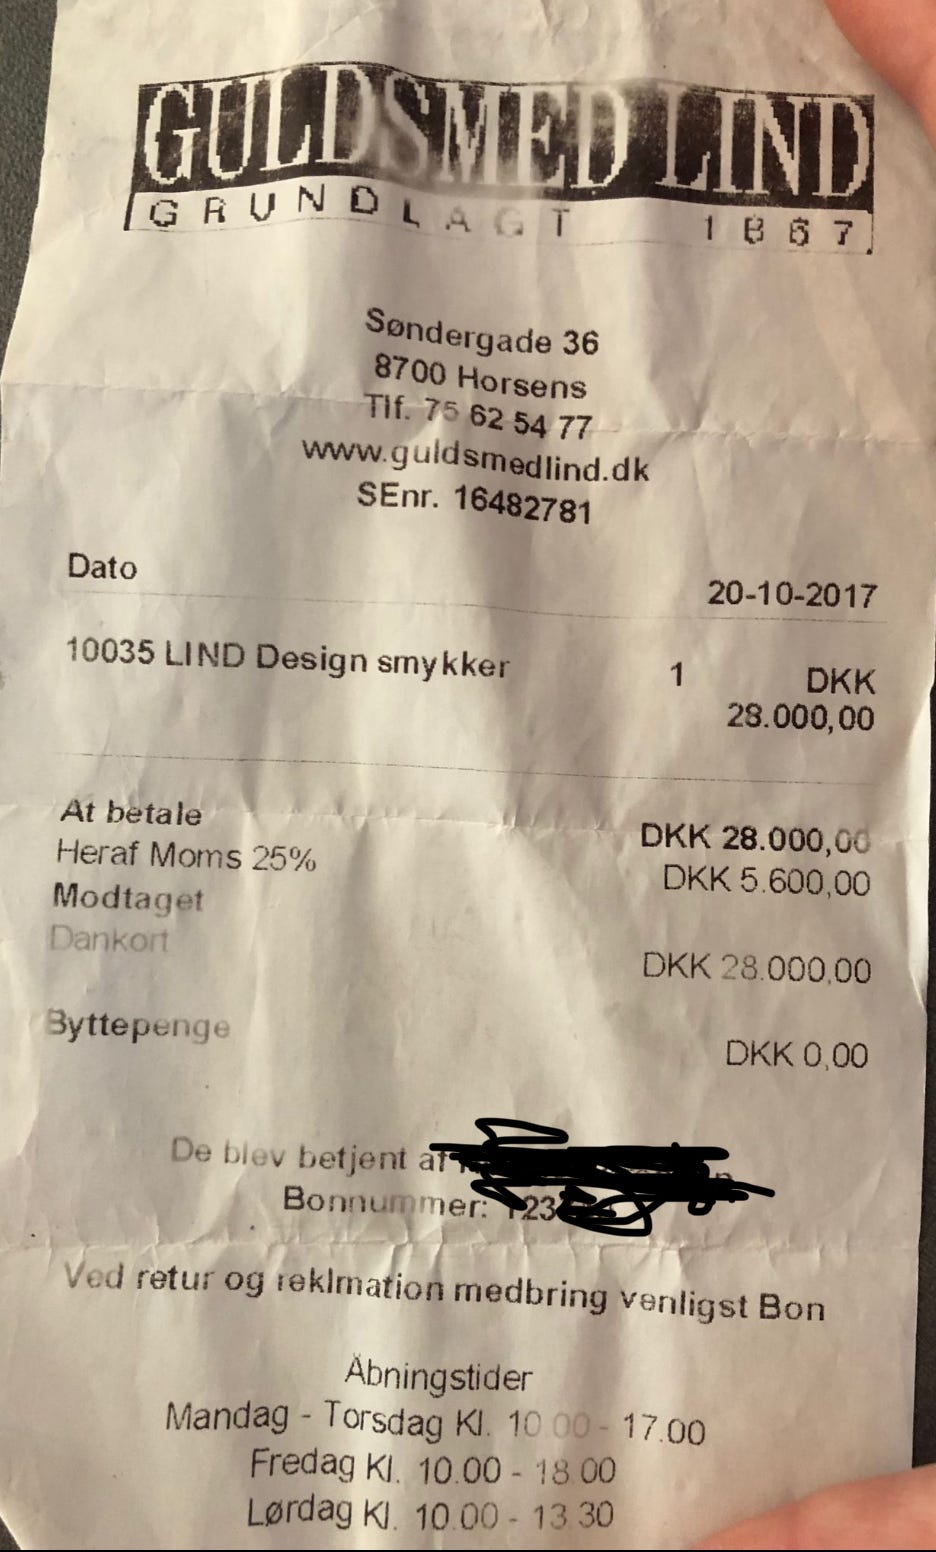 GULDSMED LIND
GRUNDLAGT 1867
Søndergade 36
8700 Horsens
Tlf. 75 62 54 77
www.guldsmedlind.dk
SEnr. 16482781
Dato 20-10-2017
10035 LIND Design smykker 1 DKK
28.000,00
At betale DKK 28.000,00
Heraf Moms 25% DKK 5.600,00
Modtaget
Dankort DKK 28.000,00
Byttepenge DKK 0,00
De blev betjent af
Bonnummer:
Ved retur og reklmation medbring venligst Bon
Åbningstider
Mandag - Torsdag Kl. 10.00 - 17.00
Fredag Kl. 10.00 - 18.00
Lørdag Kl. 10.00 - 13.30